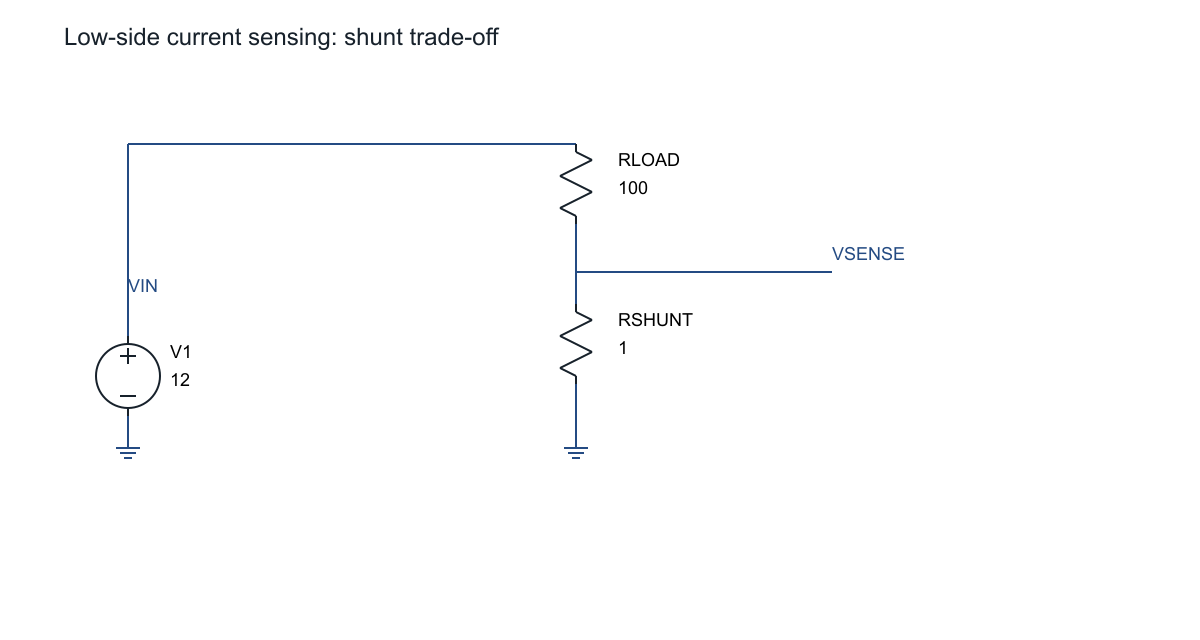 Low-side current sensing: shunt trade-off
RLOAD
100
VSENSE
VIN
RSHUNT
1
V1
12